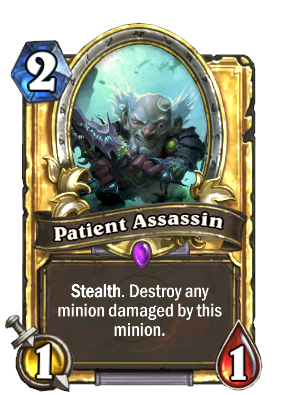 2
Patient Assassin
Stealth. Destroy any
minion damaged by this
minion.
1
1